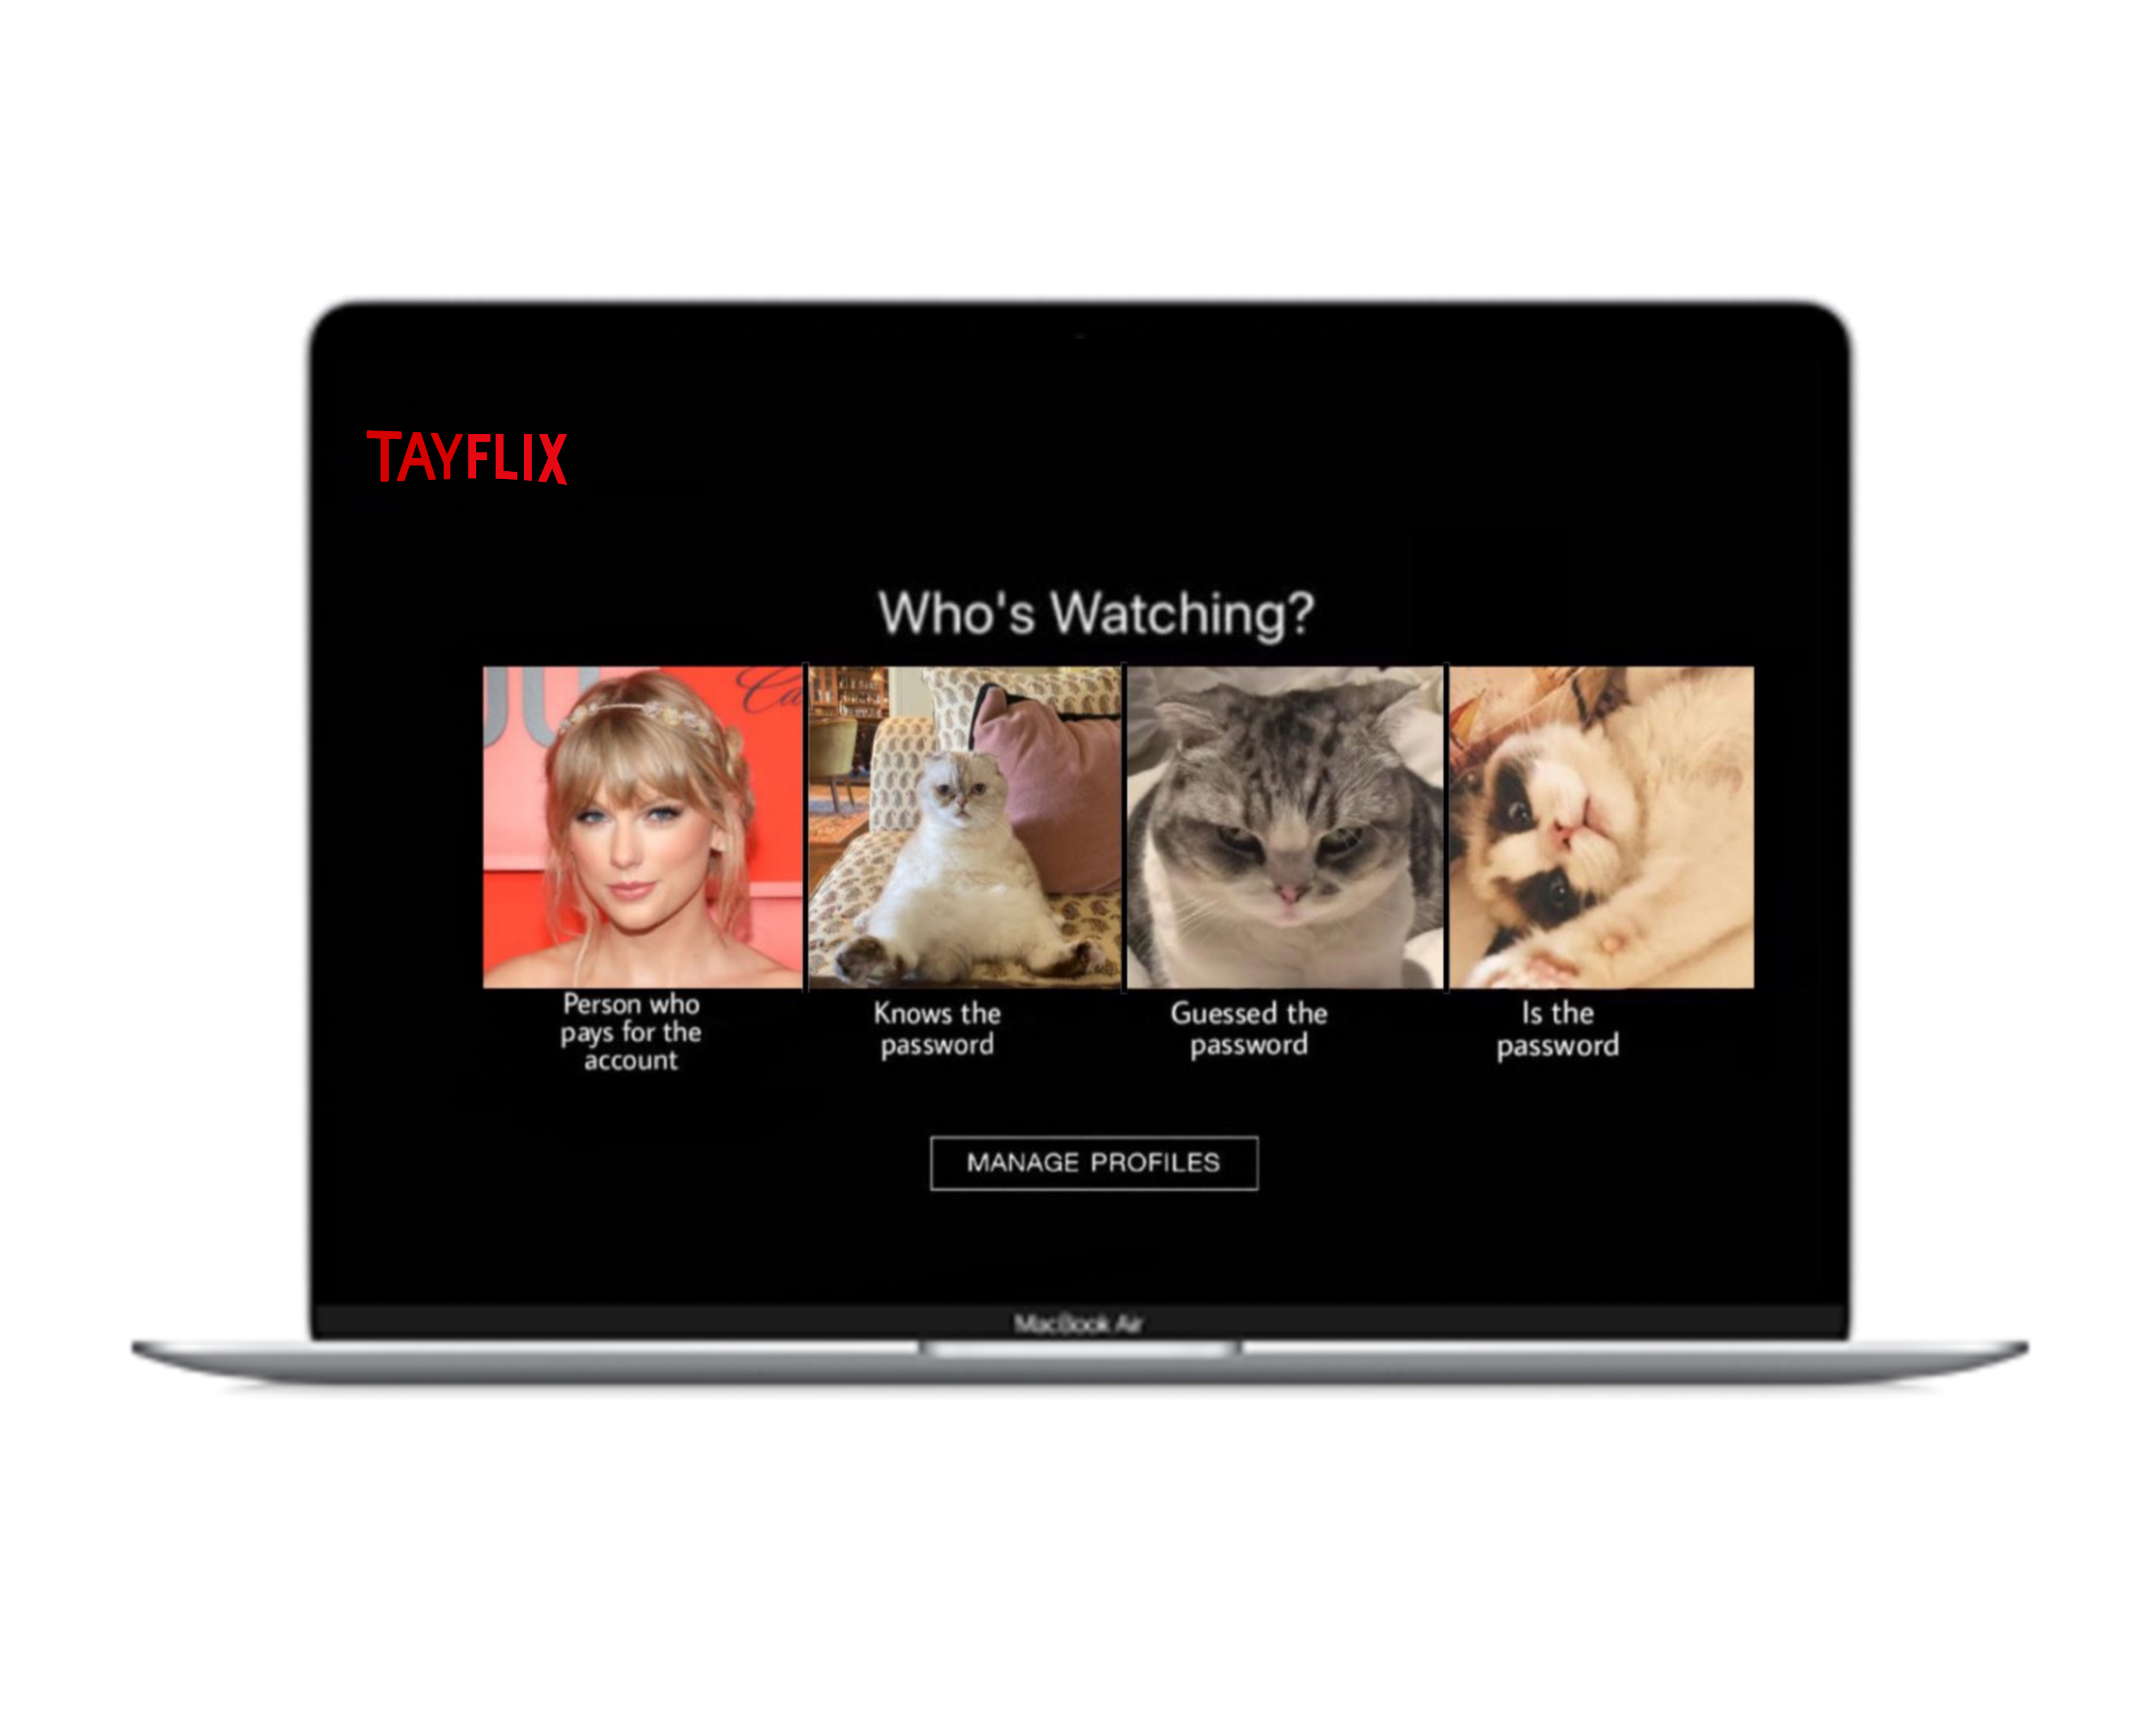 TAYFLIX
Who's Watching?
Person who
pays for the
account
Knows the
password
Guessed the
password
Is the
password
MANAGE PROFILES
MacBook Air